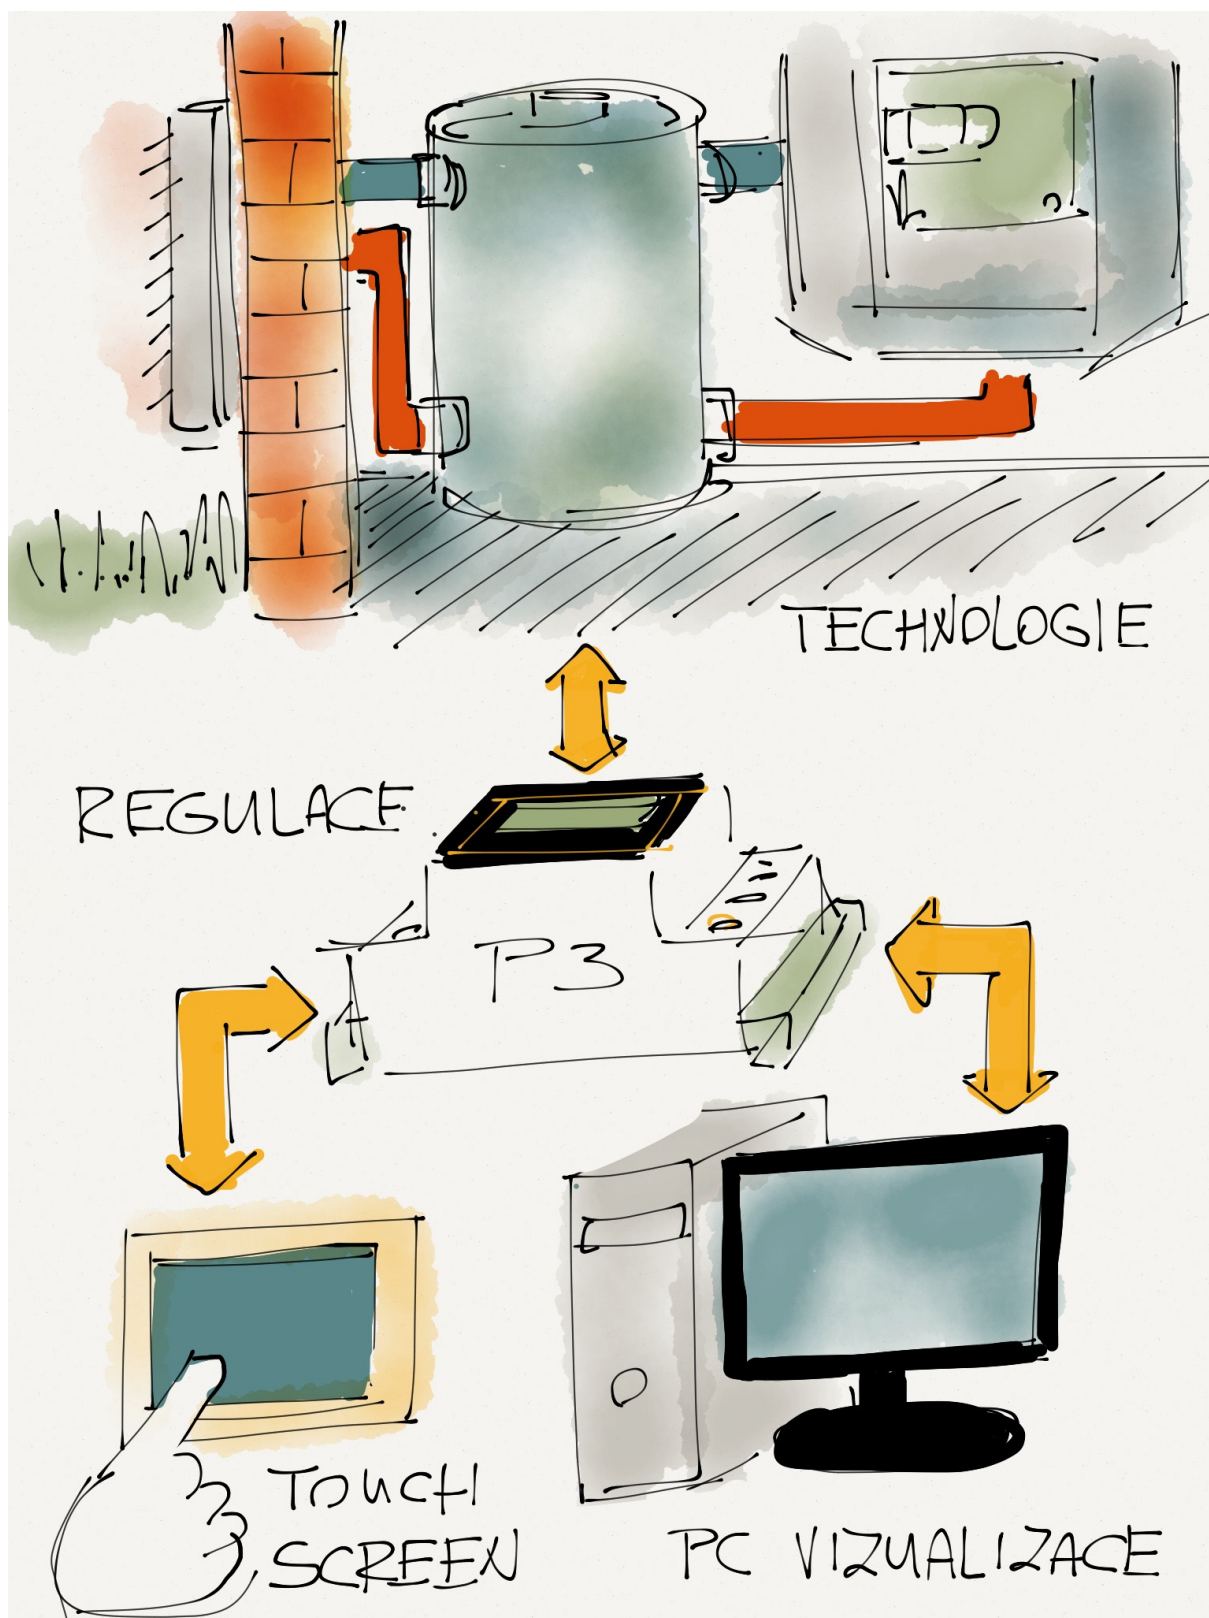 TECHNOLOGIE
REGULACE
P3
TOUCH
SCREEN
PC VIZUALIZACE